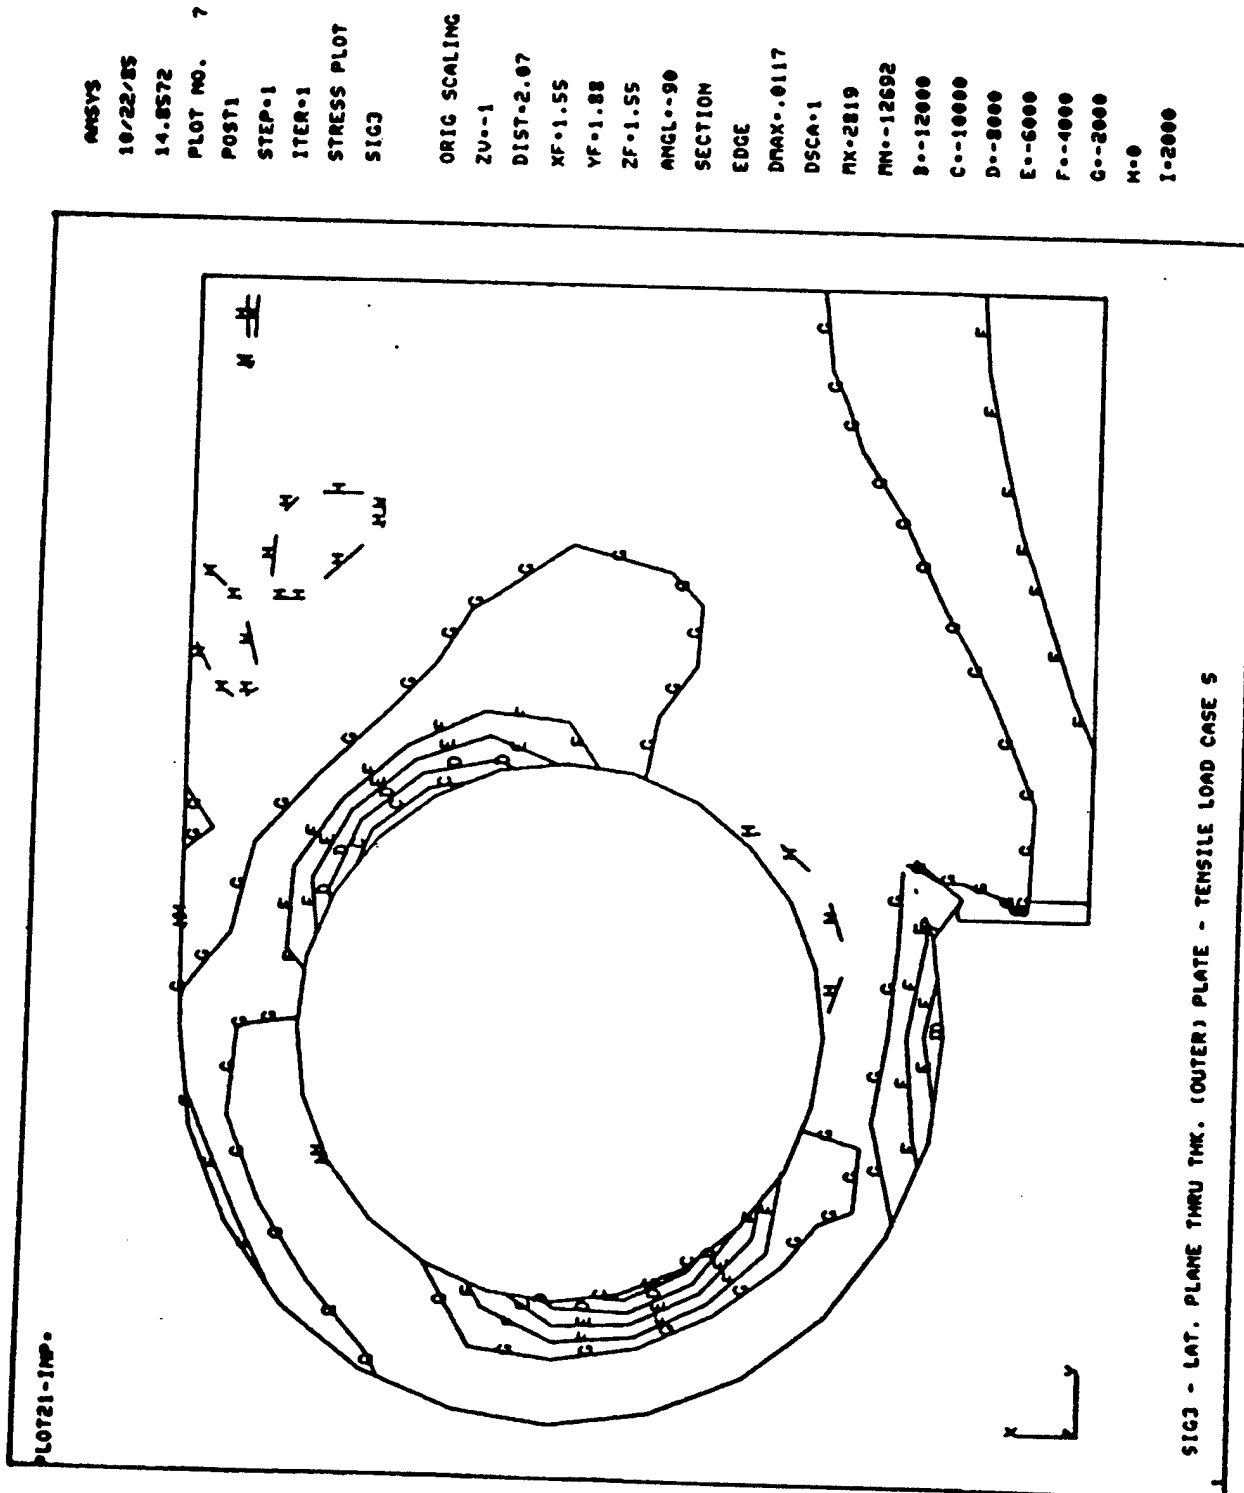 PLOT21-IMP*
ANSYS
10/22/85
14.8572
PLOT NO. 7
POST1
STEP=1
ITER=1
STRESS PLOT
SIG3
ORIG SCALING
ZV=-1
DIST=2.07
XF=1.55
YF=1.88
ZF=1.55
ANGL=-90
SECTION
EDGE
DMAX=.0117
DSCA=1
MX=2819
MN=-12692
B=-12000
C=-10000
D=-8000
E=-6000
F=-4000
G=-2000
H=0
I=2000
X
Y
Z
SIG3 - LAT. PLANE THRU THK. (OUTER) PLATE - TENSILE LOAD CASE 5